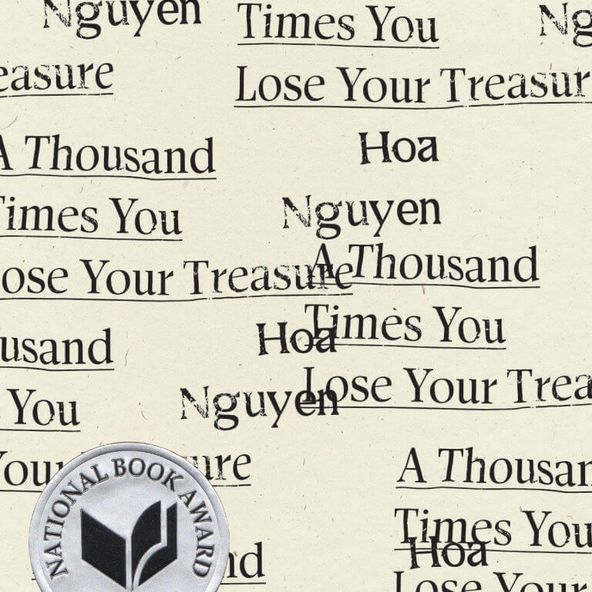 Nguyen
Times You
Ng
easure
Lose Your Treasur
A Thousand
Hoa
Times You
Nguyen
Lose Your Treasure
A Thousand
Times You
usand
Hoa
Lose Your Trea
You
Nguyen
You
ure
A Thousan
NATIONAL BOOK AWARD
Times You
nd
Hoa
Lose Your